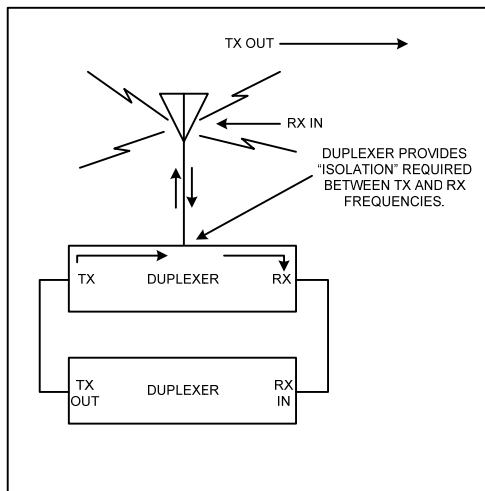 TX OUT
RX IN
DUPLEXER PROVIDES
“ISOLATION” REQUIRED
BETWEEN TX AND RX
FREQUENCIES.
TX DUPLEXER RX
TX
OUT
DUPLEXER
RX
IN